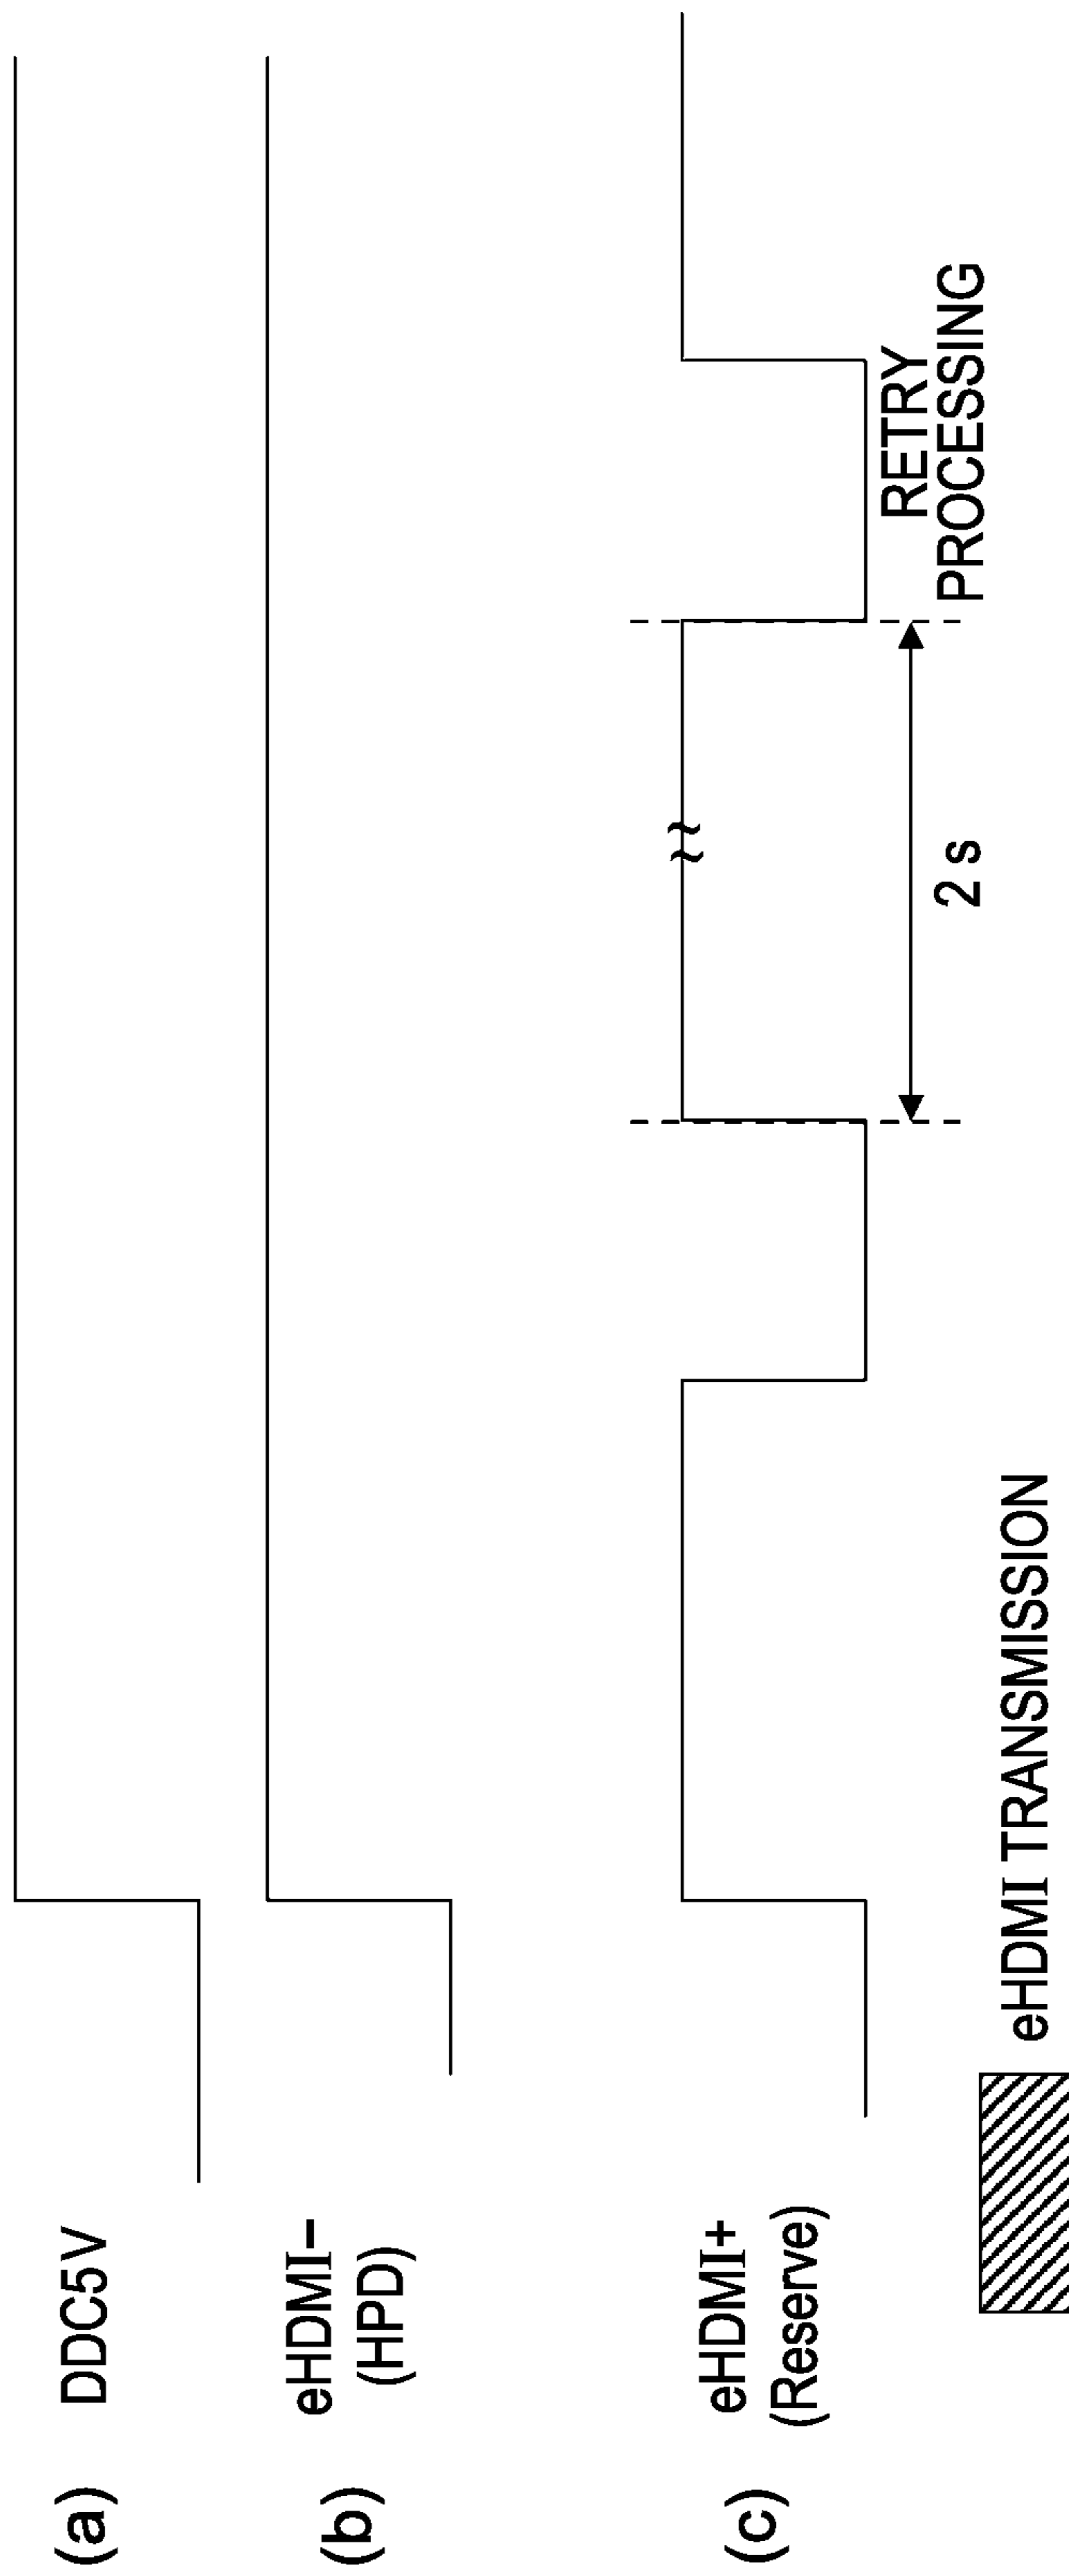 (a) DDC5V
(b) eHDMI−
(HPD)
(c) eHDMI+
(Reserve)
2 s
RETRY
PROCESSING
eHDMI TRANSMISSION